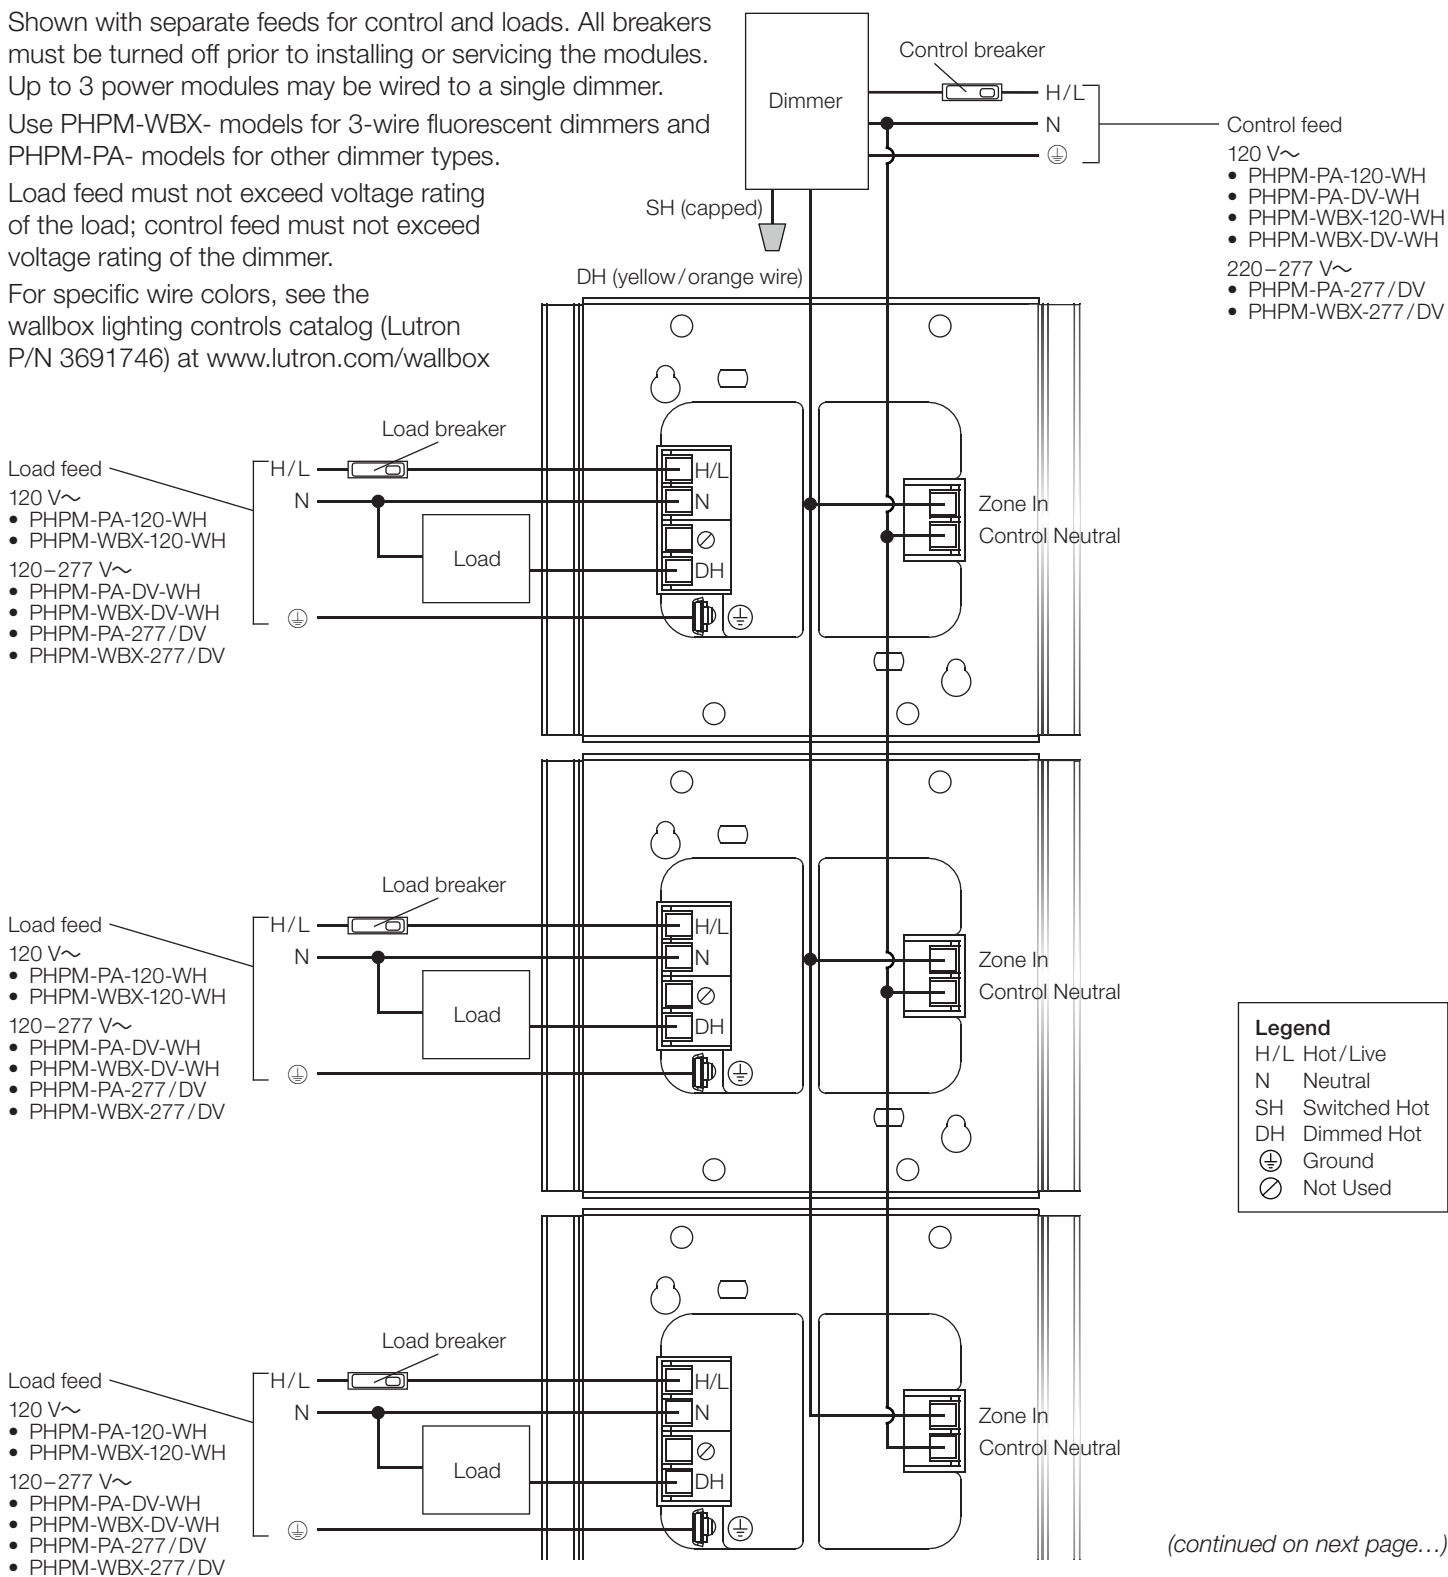 Shown with separate feeds for control and loads. All breakers
must be turned off prior to installing or servicing the modules.
Up to 3 power modules may be wired to a single dimmer.
Use PHPM-WBX- models for 3-wire fluorescent dimmers and
PHPM-PA- models for other dimmer types.
Load feed must not exceed voltage rating
of the load; control feed must not exceed
voltage rating of the dimmer.
For specific wire colors, see the
wallbox lighting controls catalog (Lutron
P/N 3691746) at www.lutron.com/wallbox
Dimmer
Control breaker
H/L
N
SH (capped)
DH (yellow/orange wire)
Control feed
120 V~
• PHPM-PA-120-WH
• PHPM-PA-DV-WH
• PHPM-WBX-120-WH
• PHPM-WBX-DV-WH
220–277 V~
• PHPM-PA-277/DV
• PHPM-WBX-277/DV
Load breaker
Load feed
120 V~
• PHPM-PA-120-WH
• PHPM-WBX-120-WH
120–277 V~
• PHPM-PA-DV-WH
• PHPM-WBX-DV-WH
• PHPM-PA-277/DV
• PHPM-WBX-277/DV
H/L
N
Load
H/L
N
DH
Zone In
Control Neutral
Load breaker
Load feed
120 V~
• PHPM-PA-120-WH
• PHPM-WBX-120-WH
120–277 V~
• PHPM-PA-DV-WH
• PHPM-WBX-DV-WH
• PHPM-PA-277/DV
• PHPM-WBX-277/DV
H/L
N
Load
H/L
N
DH
Zone In
Control Neutral
Legend
H/L Hot/Live
N Neutral
SH Switched Hot
DH Dimmed Hot
Ground
Not Used
Load breaker
Load feed
120 V~
• PHPM-PA-120-WH
• PHPM-WBX-120-WH
120–277 V~
• PHPM-PA-DV-WH
• PHPM-WBX-DV-WH
• PHPM-PA-277/DV
• PHPM-WBX-277/DV
H/L
N
Load
H/L
N
DH
Zone In
Control Neutral
(continued on next page…)